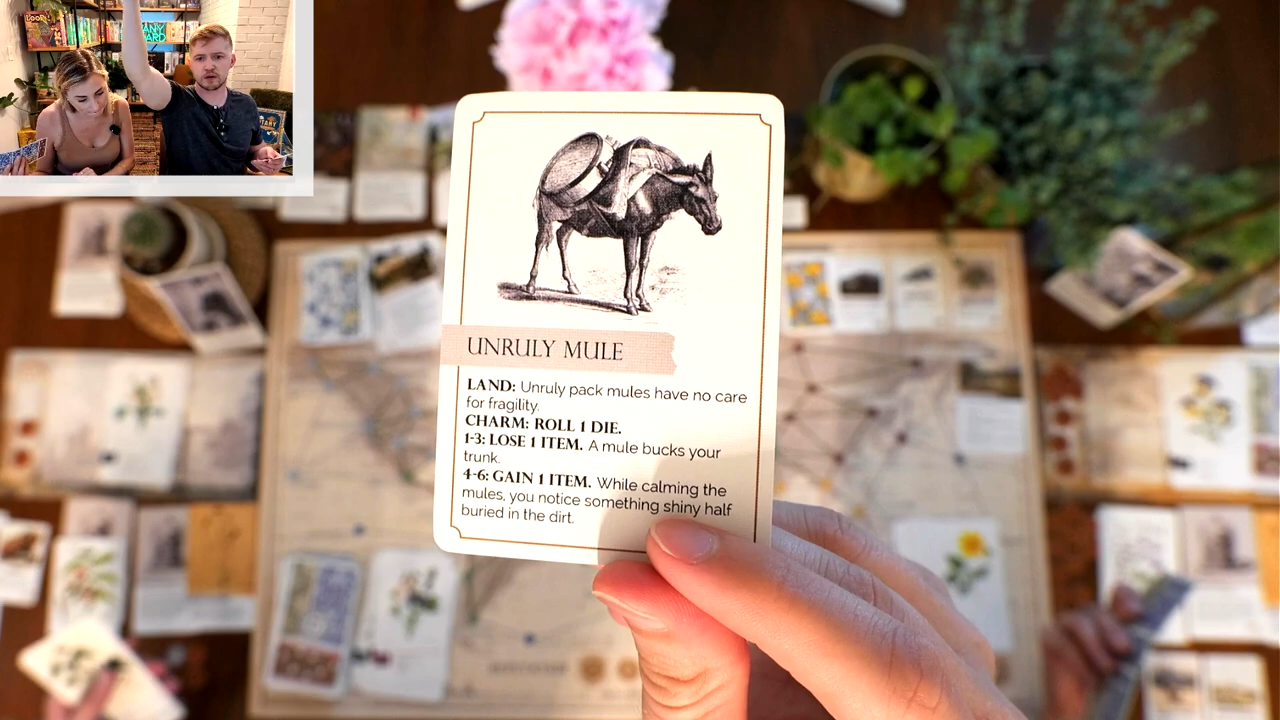 UNRULY MULE
LAND: Unruly pack mules have no care
for fragility.
CHARM: ROLL 1 DIE.
1-3: LOSE 1 ITEM. A mule bucks your
trunk.
4-6: GAIN 1 ITEM. While calming the
mules, you notice something shiny half
buried in the dirt.